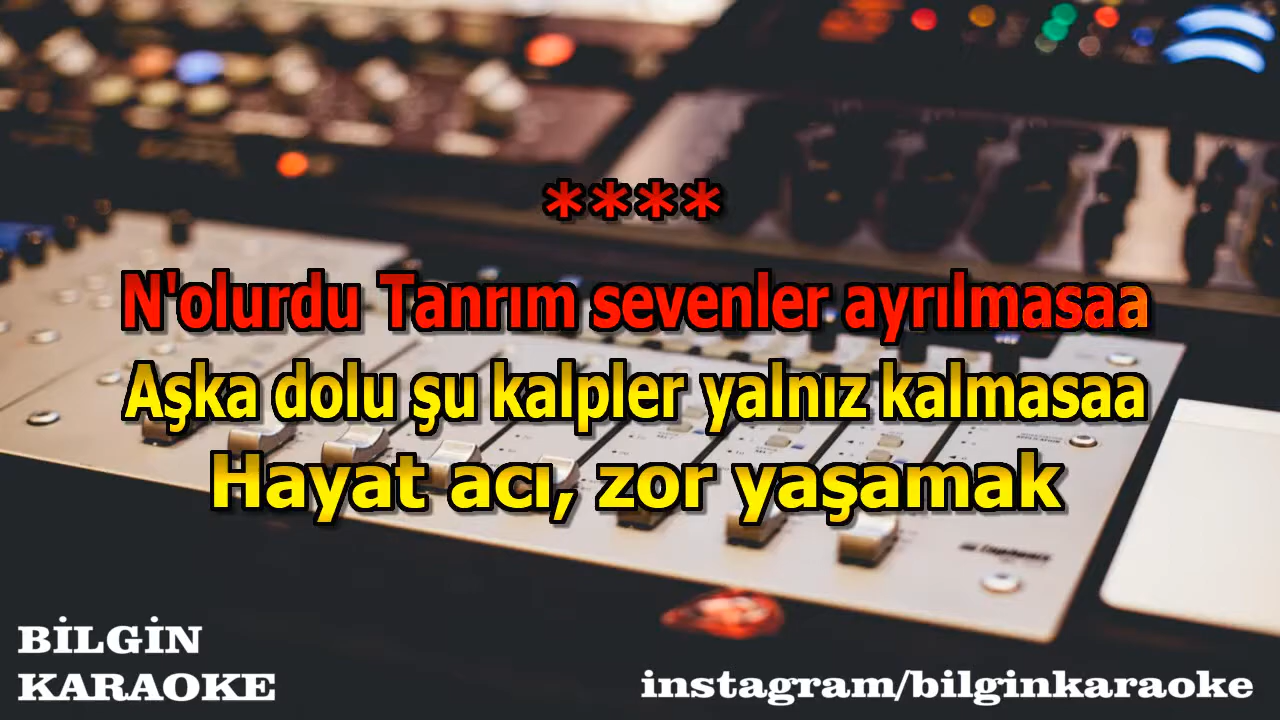 ****
N'olurdu Tanrım sevenler ayrılmasaa
Aşka dolu şu kalpler yalnız kalmasaa
Hayat acı, zor yaşamak
BİLGİN
KARAOKE
instagram/bilginkaraoke